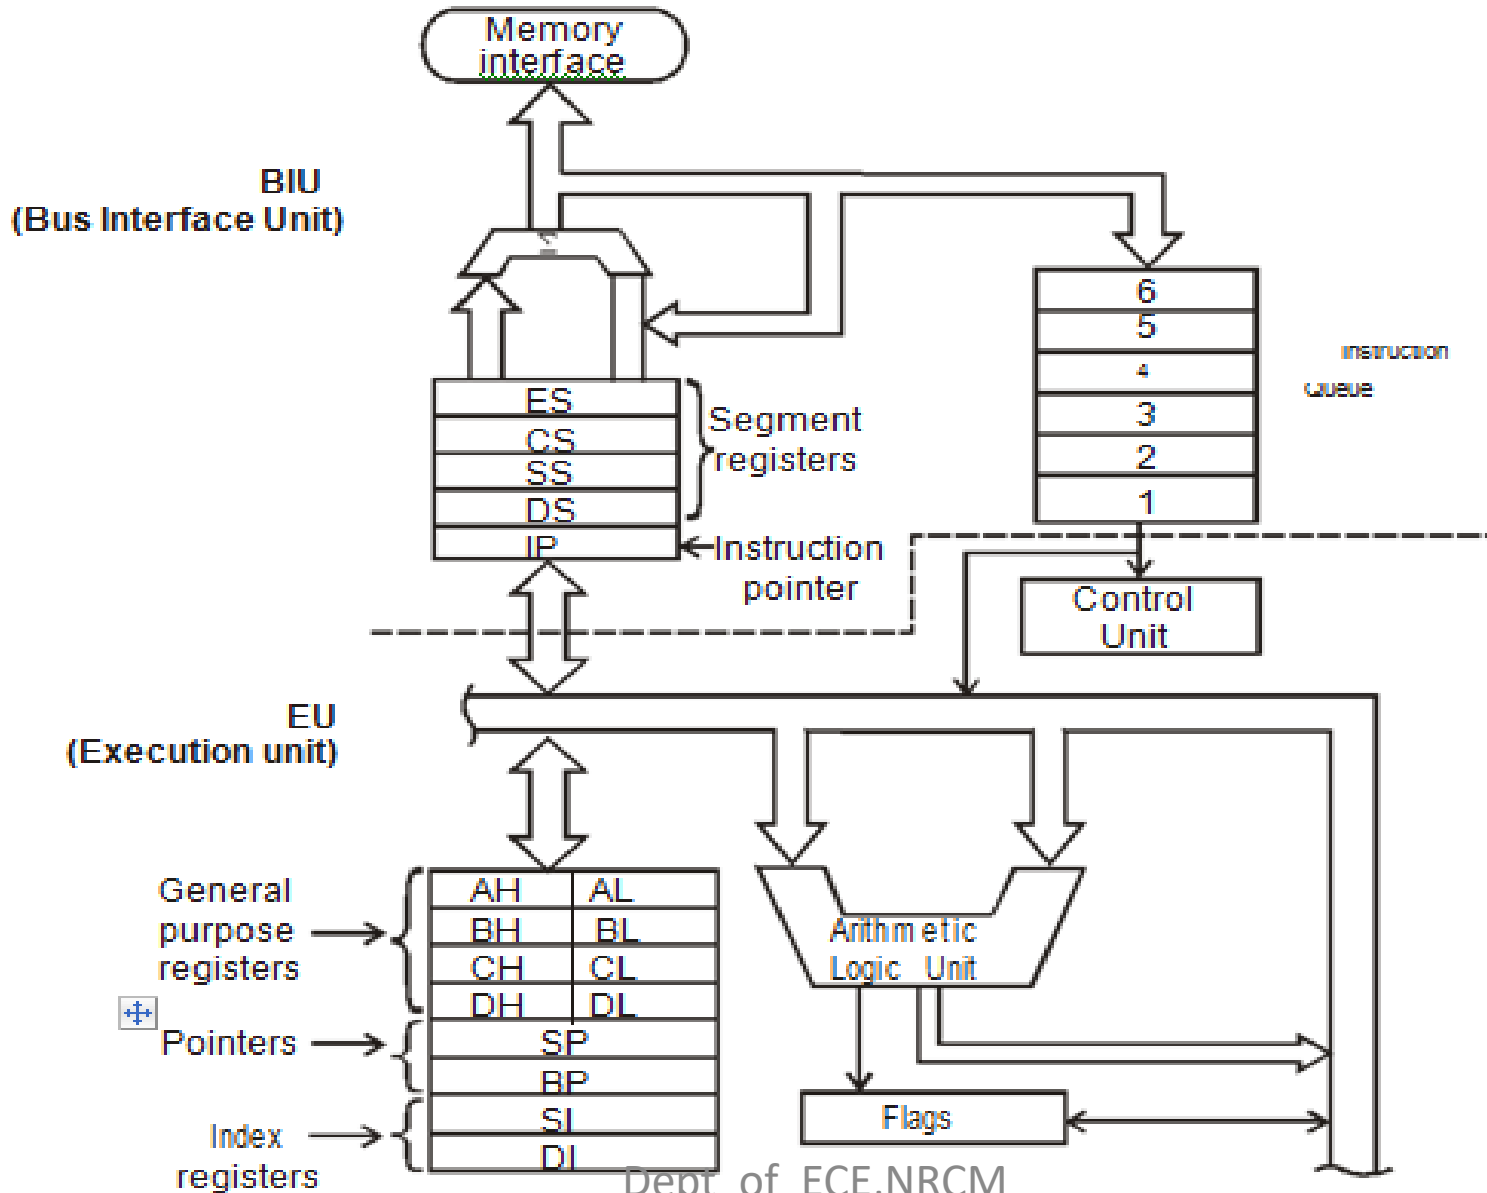 Memory
interface
BIU
(Bus Interface Unit)
Σ
6
5
4
3
2
1
Instruction
Queue
ES
CS
SS
DS
IP
Segment
registers
Instruction
pointer
Control
Unit
EU
(Execution unit)
General
purpose
registers
AH AL
BH BL
CH CL
DH DL
Pointers
SP
BP
Index
registers
SI
DI
Arithmetic
Logic Unit
Flags
Dept of ECE,NRCM